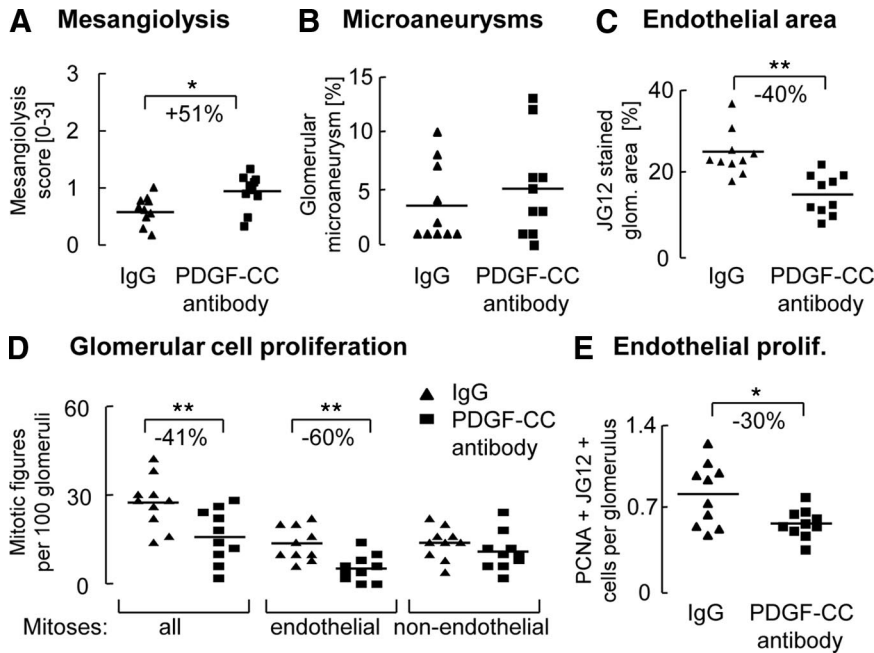 A Mesangiolysis
Mesangiolysis
score [0-3]
3
2
1
0
*
+51%
IgG PDGF-CC
antibody
B Microaneurysms
Glomerular
microaneurysm [%]
15
10
5
0
IgG PDGF-CC
antibody
C Endothelial area
JG12 stained
glom. area [%]
40
20
0
**
-40%
IgG PDGF-CC
antibody
D Glomerular cell proliferation
IgG
PDGF-CC
antibody
Mitotic figures
per 100 glomeruli
60
30
0
**
-41%
**
-60%
Mitoses: all endothelial non-endothelial
E Endothelial prolif.
PCNA + JG12 +
cells per glomerulus
1.4
0.7
0
*
-30%
IgG PDGF-CC
antibody